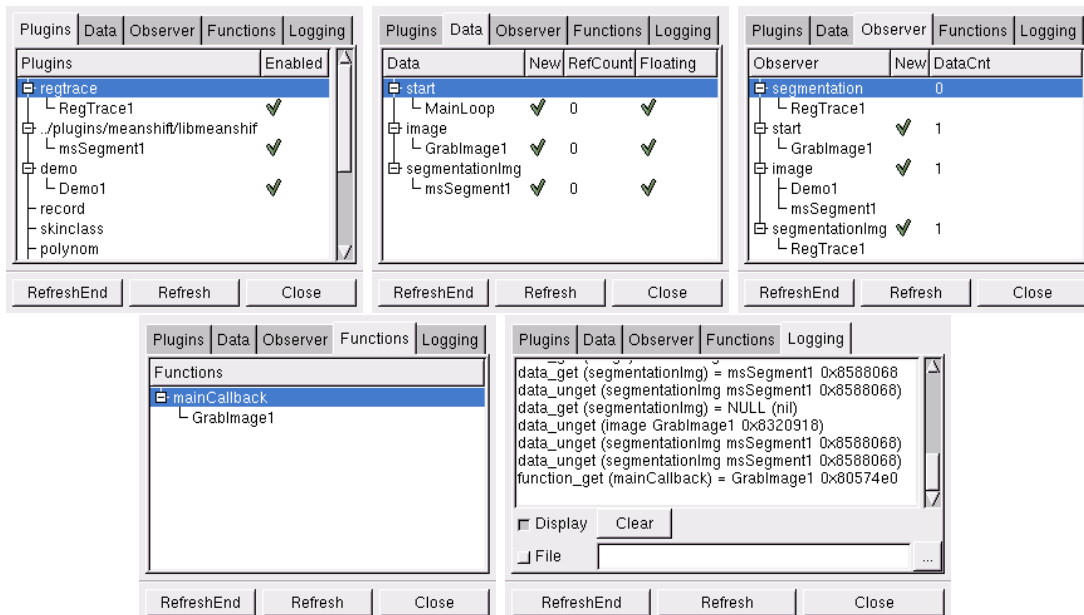 Plugins Data Observer Functions Logging
Plugins Enabled
regtrace
RegTrace1
../plugins/meanshift/libmeanshif
msSegment1
demo
Demo1
record
skinclass
polynom
RefreshEnd Refresh Close
Plugins Data Observer Functions Logging
Data New RefCount Floating
start
MainLoop 0
image
GrabImage1 0
segmentationImg
msSegment1 0
RefreshEnd Refresh Close
Plugins Data Observer Functions Logging
Observer New DataCnt
segmentation 0
RegTrace1
start 1
GrabImage1
image 1
Demo1
msSegment1
segmentationImg 1
RegTrace1
RefreshEnd Refresh Close
Plugins Data Observer Functions Logging
Functions
mainCallback
GrabImage1
RefreshEnd Refresh Close
Plugins Data Observer Functions Logging
data_get (segmentationImg) = msSegment1 0x8588068
data_unget (segmentationImg msSegment1 0x8588068)
data_get (segmentationImg) = NULL (nil)
data_unget (image GrabImage1 0x8320918)
data_unget (segmentationImg msSegment1 0x8588068)
data_unget (segmentationImg msSegment1 0x8588068)
function_get (mainCallback) = GrabImage1 0x80574e0
Display Clear
File ...
RefreshEnd Refresh Close